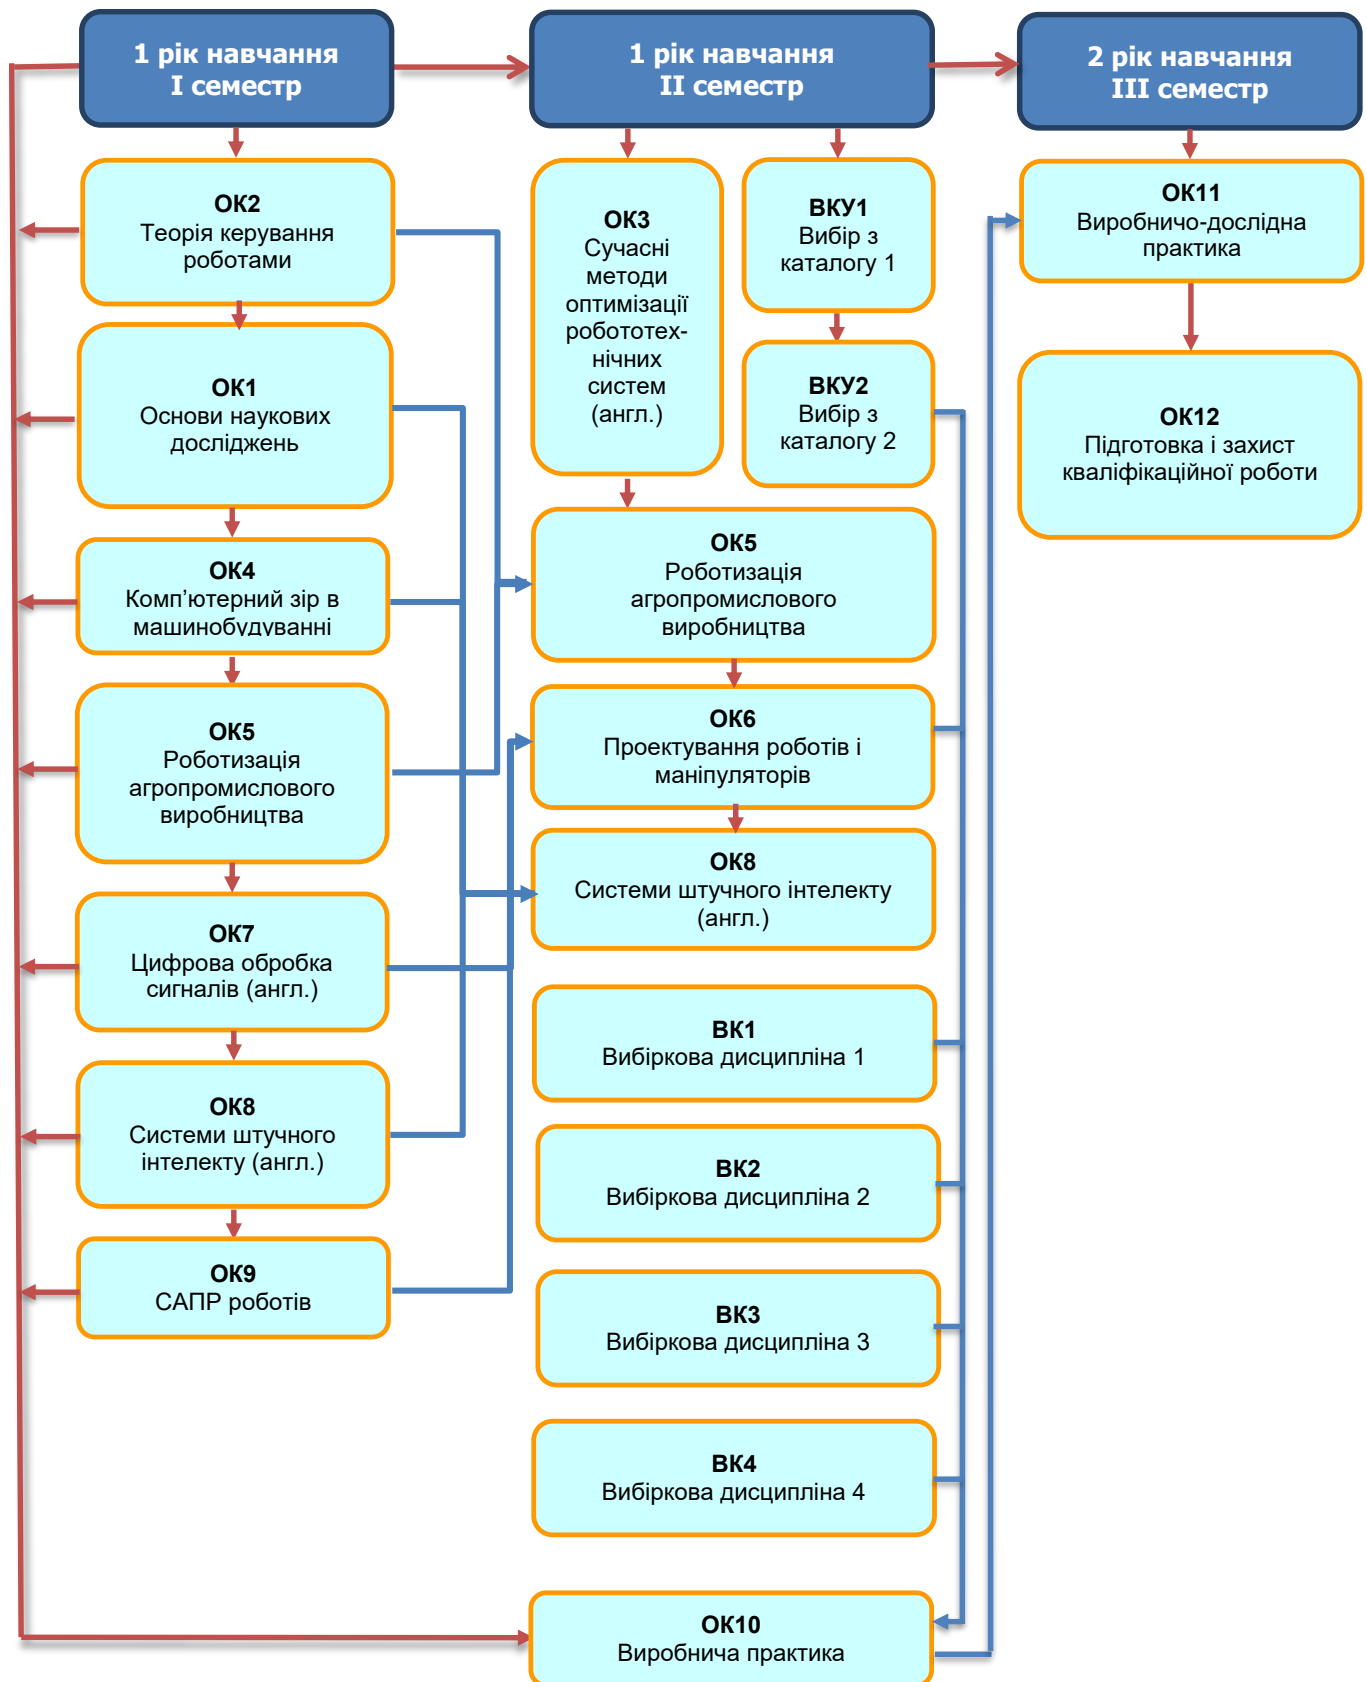 1 рік навчання
I семестр
1 рік навчання
II семестр
2 рік навчання
III семестр
ОК2
Теорія керування
роботами
ОК1
Основи наукових
досліджень
ОК4
Комп’ютерний зір в
машинобудуванні
ОК5
Роботизація
агропромислового
виробництва
ОК7
Цифрова обробка
сигналів (англ.)
ОК8
Системи штучного
інтелекту (англ.)
ОК9
САПР роботів
ОК3
Сучасні
методи
оптимізації
робототех-
нічних
систем
(англ.)
ВКУ1
Вибір з
каталогу 1
ВКУ2
Вибір з
каталогу 2
ОК5
Роботизація
агропромислового
виробництва
ОК6
Проектування роботів і
маніпуляторів
ОК8
Системи штучного інтелекту
(англ.)
ВК1
Вибіркова дисципліна 1
ВК2
Вибіркова дисципліна 2
ВК3
Вибіркова дисципліна 3
ВК4
Вибіркова дисципліна 4
ОК10
Виробнича практика
ОК11
Виробничо-дослідна
практика
ОК12
Підготовка і захист
кваліфікаційної роботи